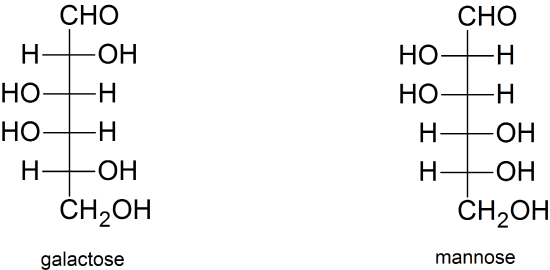 CHO
H OH
HO H
HO H
H OH
CH₂OH
galactose
CHO
HO H
HO H
H OH
H OH
CH₂OH
mannose